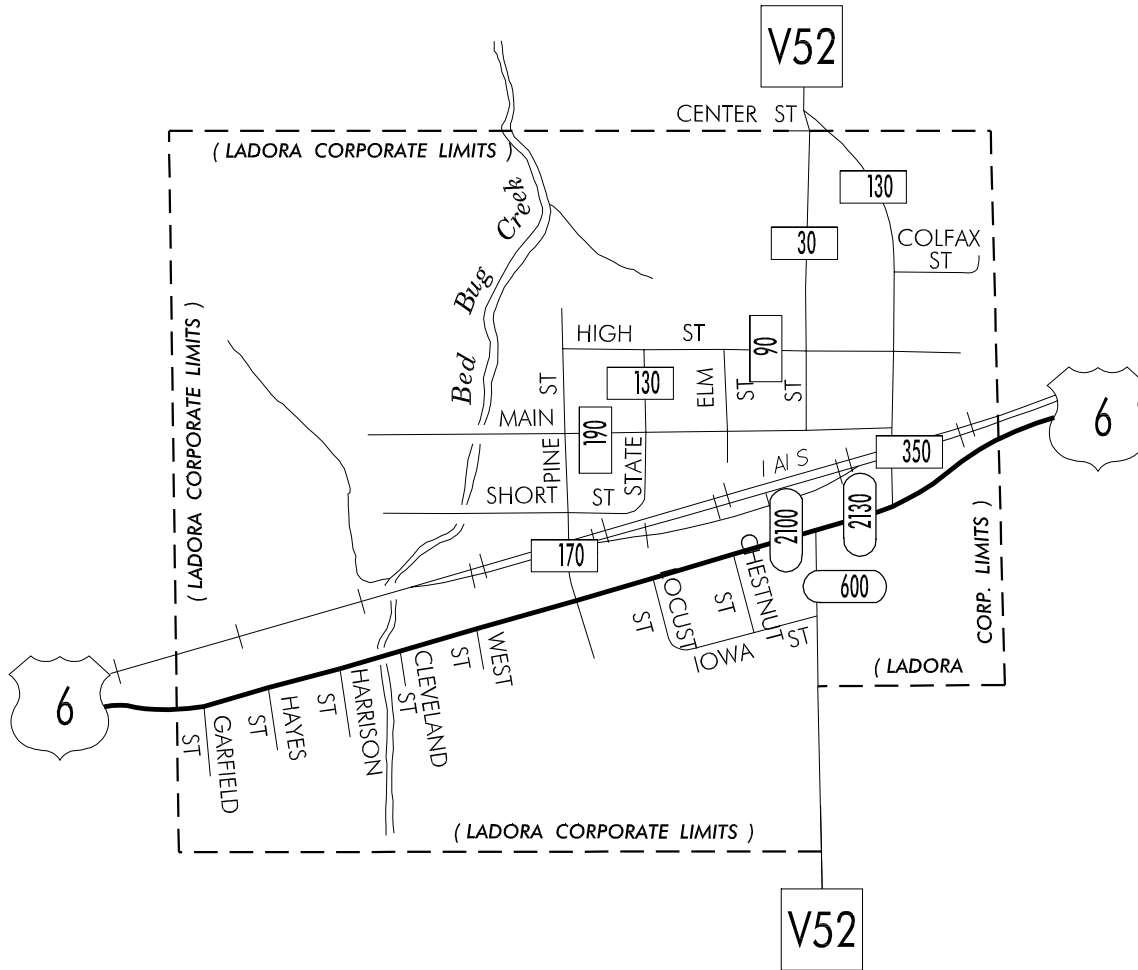 V52
CENTER ST
( LADORA CORPORATE LIMITS )
130
Creek
30
COLFAX
ST
Bug
( LADORA CORPORATE LIMITS )
HIGH ST
90
Bed
ST
130
ELM
ST
ST
6
MAIN
190
350
PINE
STATE
I AI S
SHORT ST
2100
2130
170
CORP. LIMITS )
CHESTNUT
ST
600
LOCUST
ST
IOWA ST
( LADORA
WEST
ST
CLEVELAND
ST
HARRISON
ST
6
HAYES
ST
GARFIELD
ST
( LADORA CORPORATE LIMITS )
V52